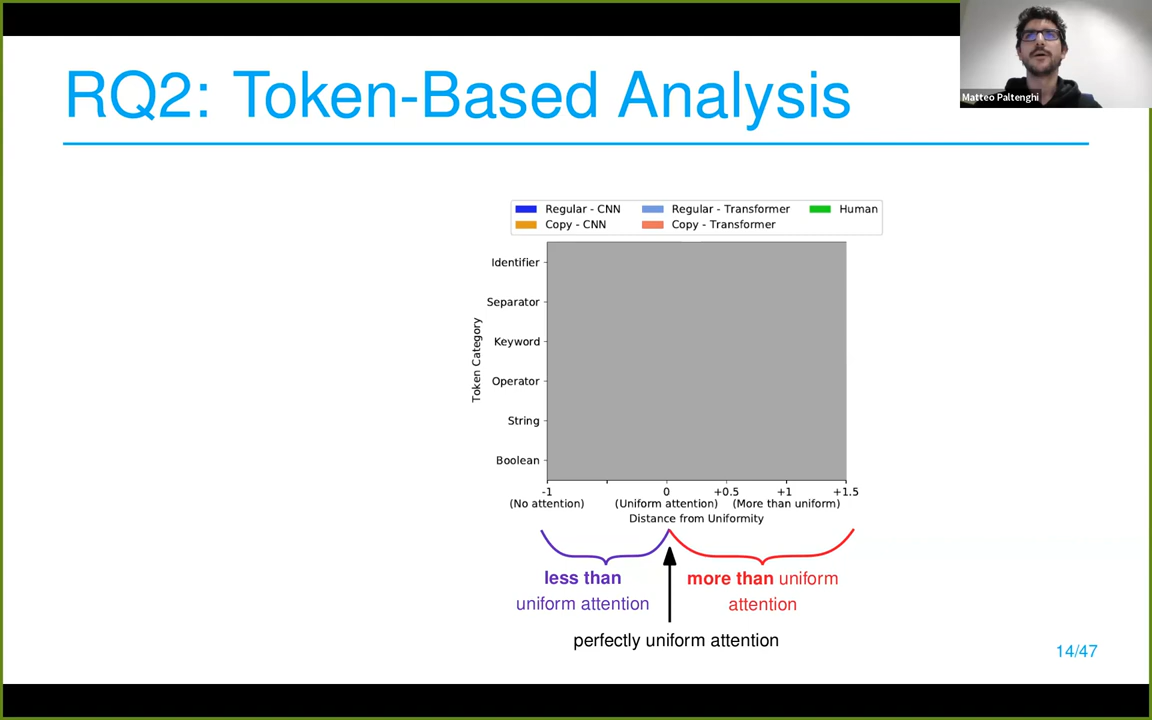 RQ2: Token-Based Analysis
Matteo Paltenghi
Regular - CNN Regular - Transformer Human
Copy - CNN Copy - Transformer
Identifier
Separator
Keyword
Operator
String
Boolean
Token Category
-1 0 +0.5 +1 +1.5
(No attention) (Uniform attention) (More than uniform)
Distance from Uniformity
less than
uniform attention
more than uniform
attention
perfectly uniform attention
14/47